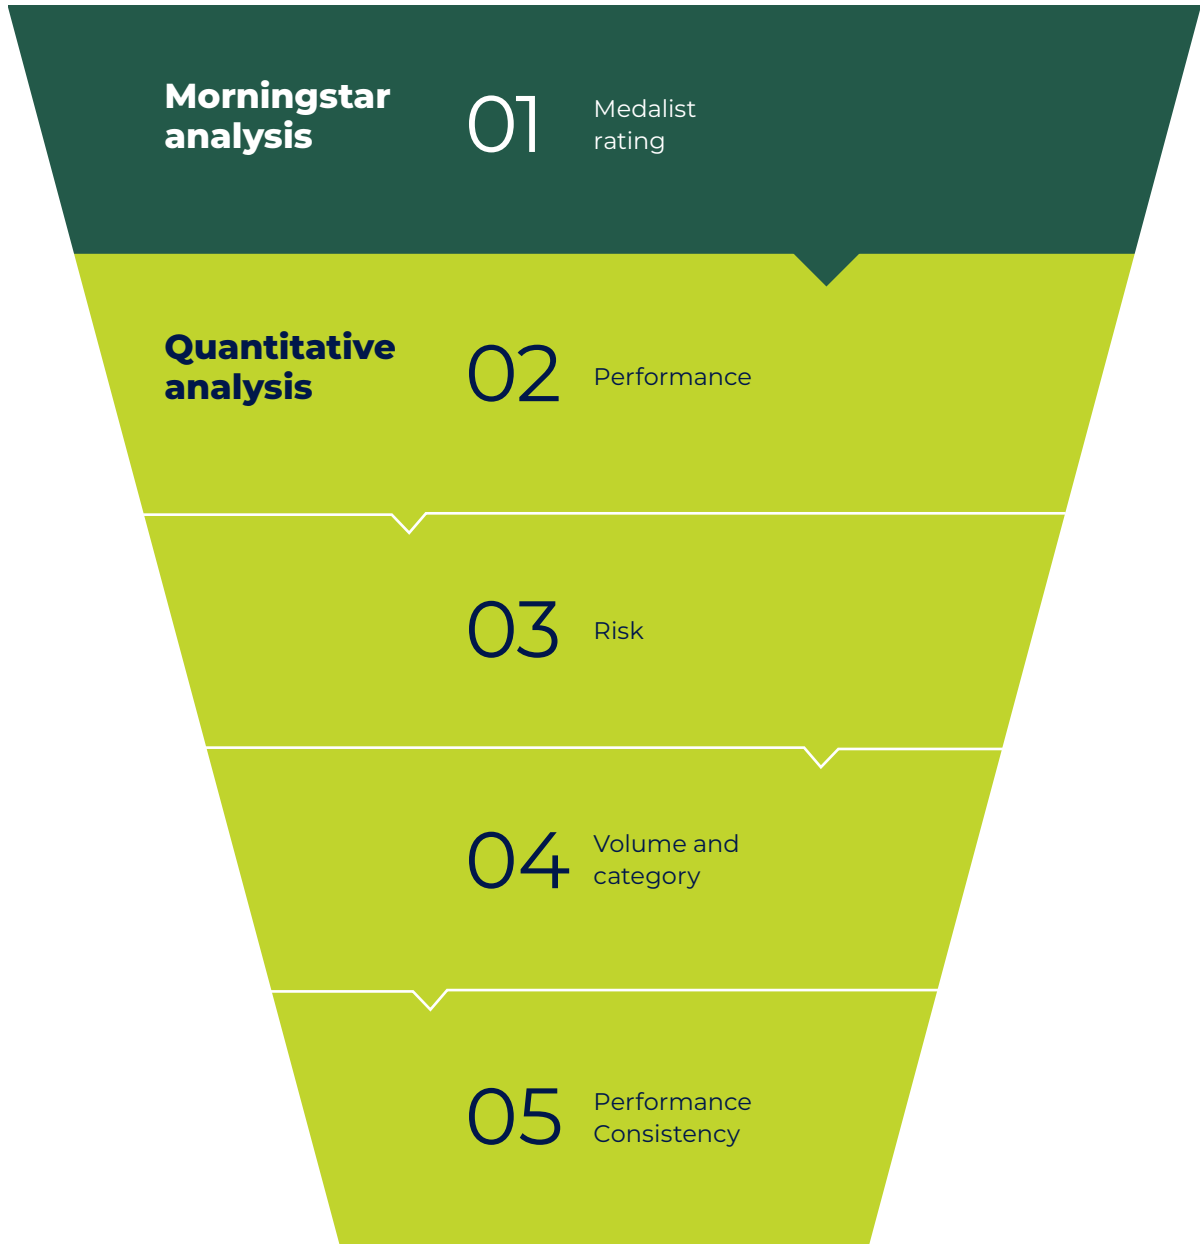 Morningstar
analysis
01
Medalist
rating
Quantitative
analysis
02
Performance
03
Risk
04
Volume and
category
05
Performance
Consistency